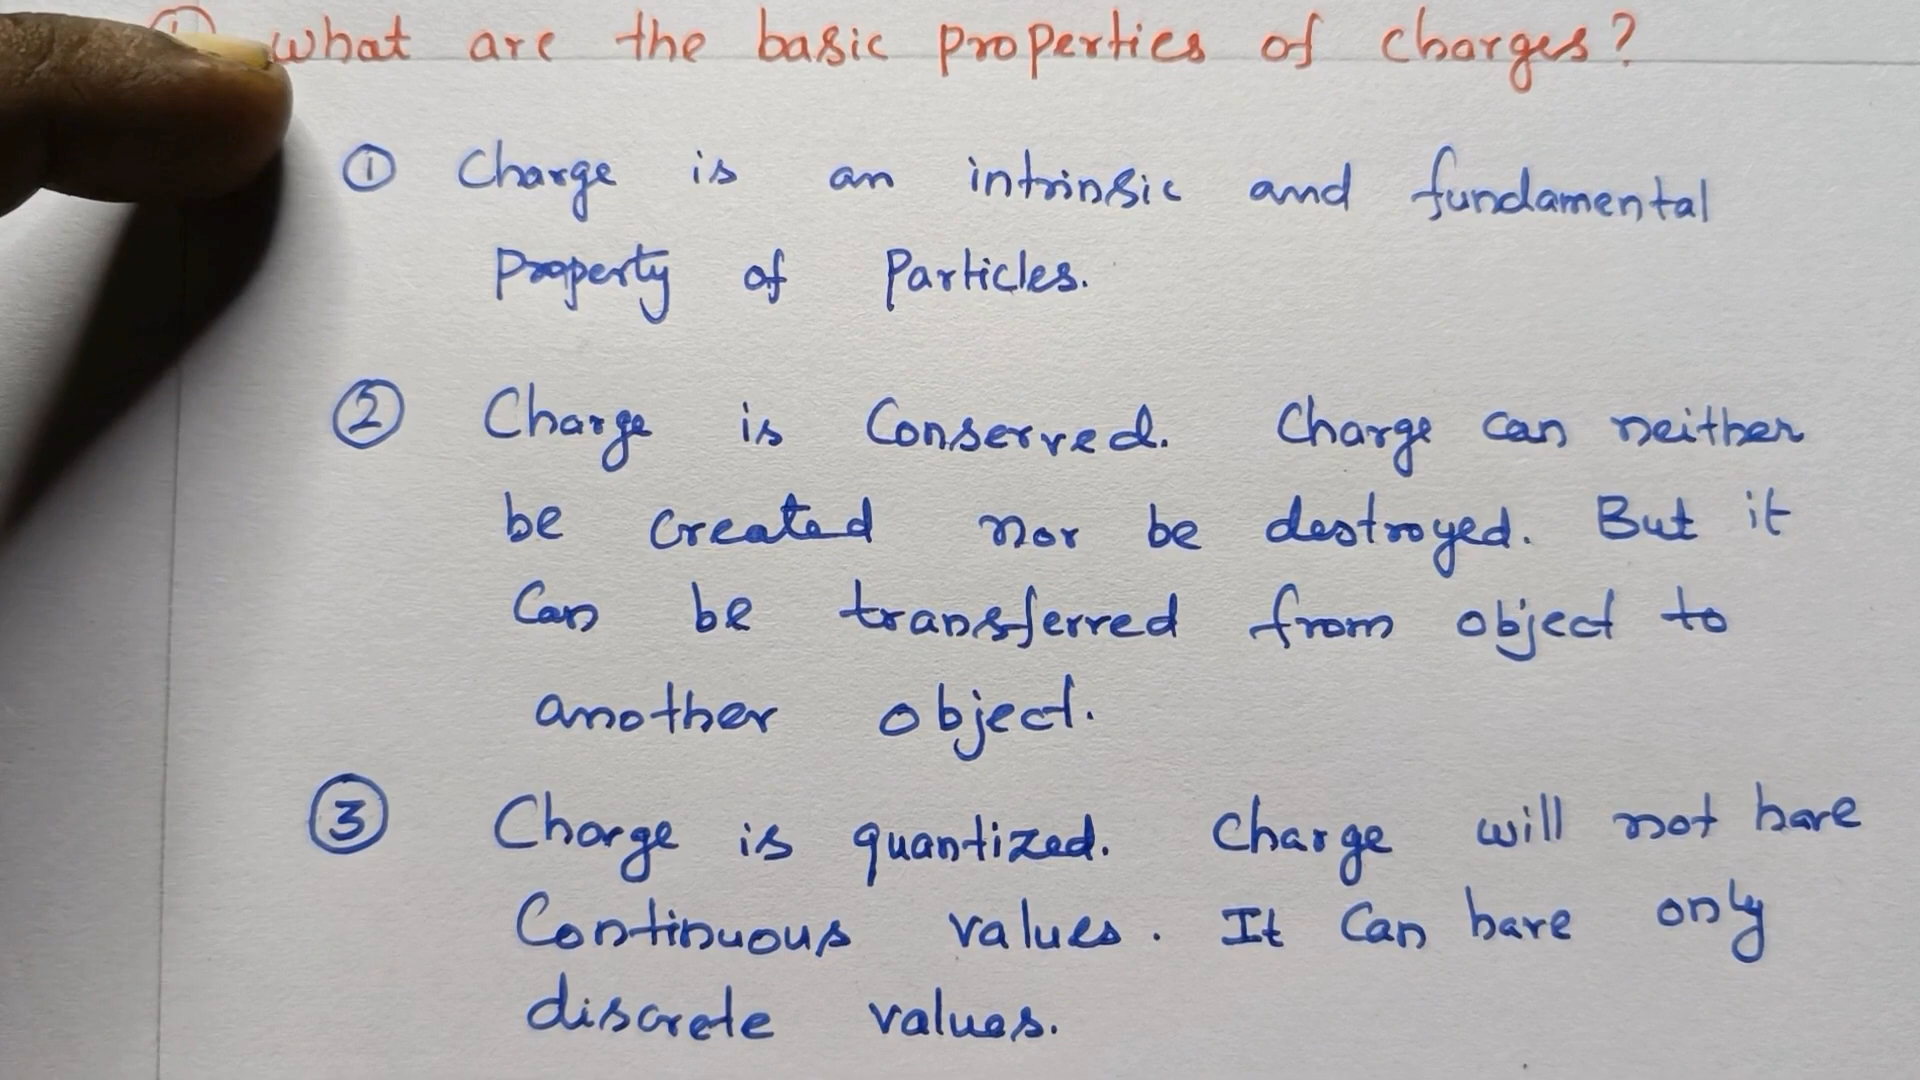 What are the basic properties of charges?
① Charge is an intrinsic and fundamental
Property of Particles.
② Charge is Conserved. Charge can neither
be created nor be destroyed. But it
Can be transferred from object to
another object.
③ Charge is quantized. Charge will not have
Continuous values. It Can have only
discrete values.